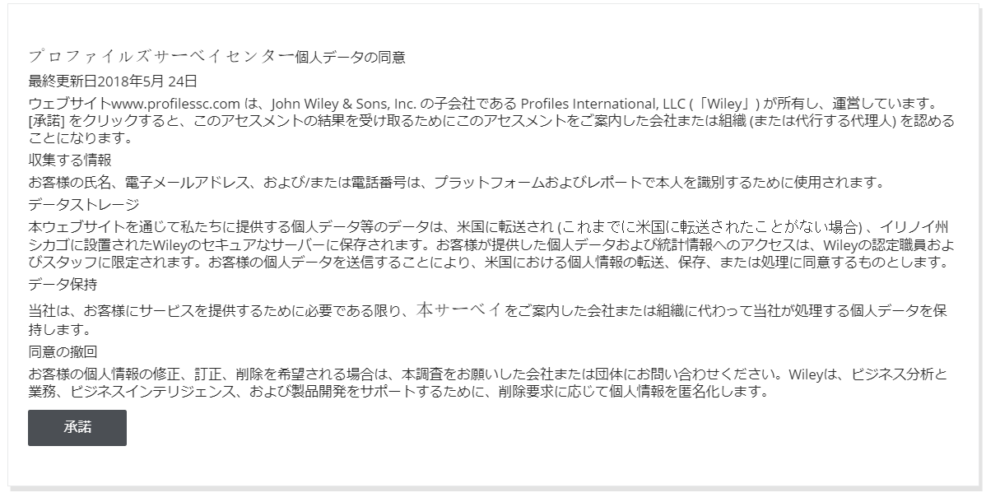 プロファイルズサーベイセンター個人データの同意
最終更新日2018年5月 24日
ウェブサイトwww.profilessc.com は、John Wiley & Sons, Inc. の子会社である Profiles International, LLC (「Wiley」) が所有し、運営しています。
[承諾] をクリックすると、このアセスメントの結果を受け取るためにこのアセスメントをご案内した会社または組織 (または代行する代理人) を認める
ことになります。
収集する情報
お客様の氏名、電子メールアドレス、および/または電話番号は、プラットフォームおよびレポートで本人を識別するために使用されます。
データストレージ
本ウェブサイトを通じて私たちに提供する個人データ等のデータは、米国に転送され (これまでに米国に転送されたことがない場合) 、イリノイ州
シカゴに設置されたWileyのセキュアなサーバーに保存されます。お客様が提供した個人データおよび統計情報へのアクセスは、Wileyの認定職員およ
びスタッフに限定されます。お客様の個人データを送信することにより、米国における個人情報の転送、保存、または処理に同意するものとします。
データ保持
当社は、お客様にサービスを提供するために必要である限り、本サーベイをご案内した会社または組織に代わって当社が処理する個人データを保
持します。
同意の撤回
お客様の個人情報の修正、訂正、削除を希望される場合は、本調査をお願いした会社または団体にお問い合わせください。Wileyは、ビジネス分析と
業務、ビジネスインテリジェンス、および製品開発をサポートするために、削除要求に応じて個人情報を匿名化します。
承諾